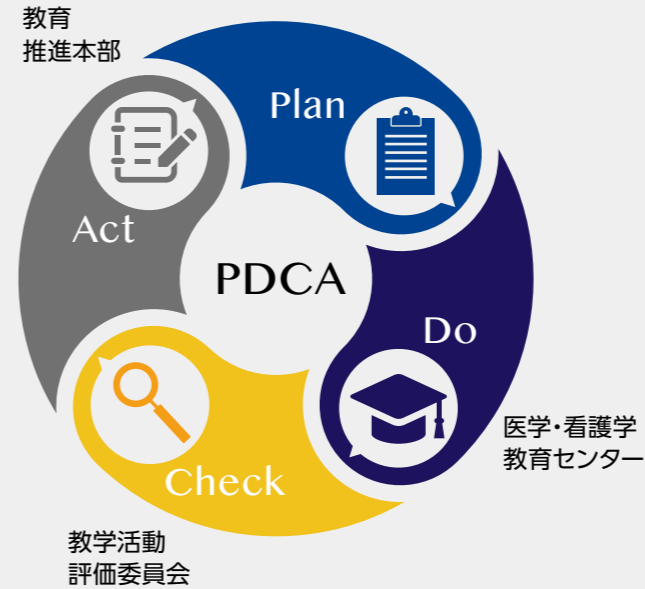 教育
推進本部
Plan
Act
PDCA
Do
医学・看護学
教育センター
Check
教学活動
評価委員会